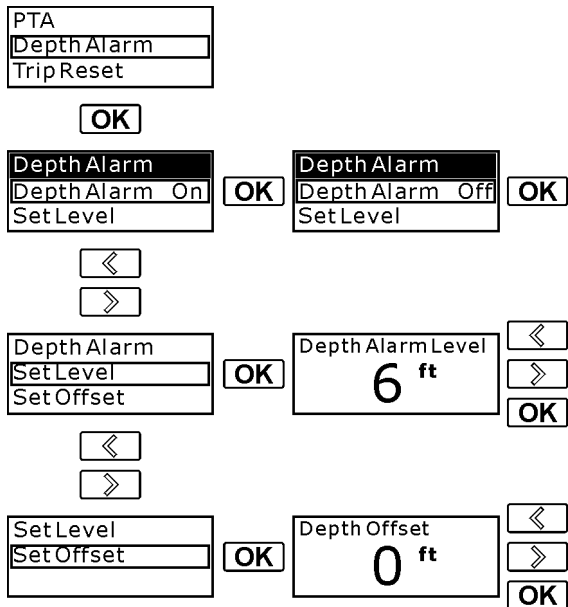 PTA
Depth Alarm
Trip Reset
OK
Depth Alarm
Depth Alarm On
Set Level
OK
Depth Alarm
Depth Alarm Off
Set Level
OK
Depth Alarm
Set Level
Set Offset
OK
Depth Alarm Level
6 ft
OK
Set Level
Set Offset
OK
Depth Offset
0 ft
OK